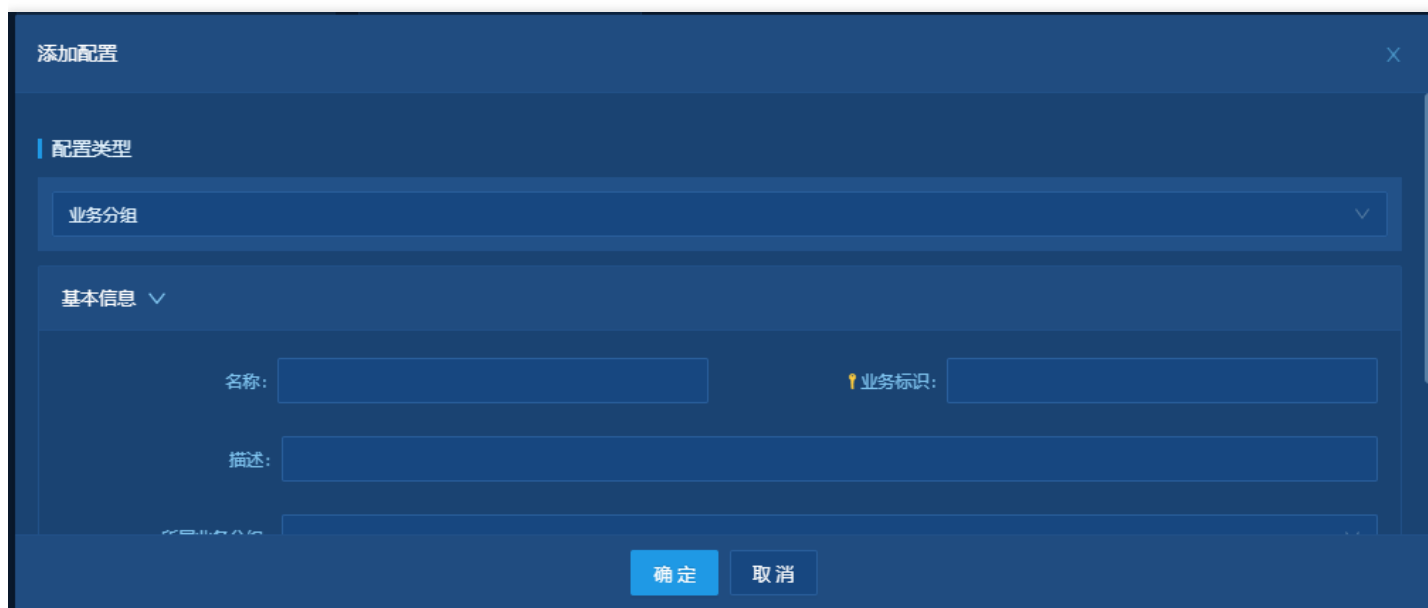 添加配置
配置类型
业务分组
基本信息
名称:
业务标识:
描述:
确 定
取 消